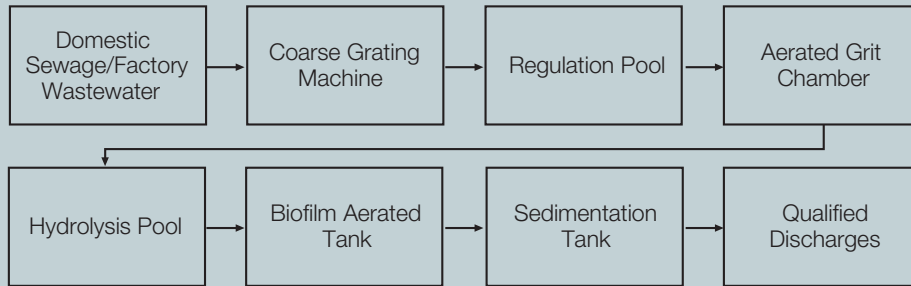 Domestic
Sewage/Factory
Wastewater
Coarse Grating
Machine
Regulation Pool
Aerated Grit
Chamber
Hydrolysis Pool
Biofilm Aerated
Tank
Sedimentation
Tank
Qualified
Discharges